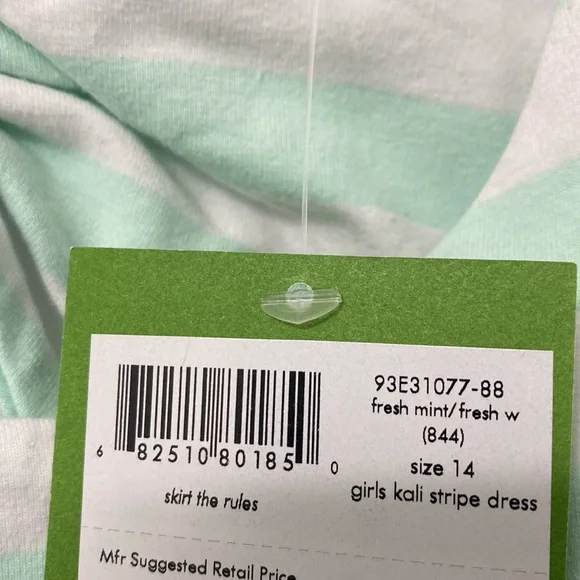 93E31077-88
fresh mint/fresh w
(844)
size 14
girls kali stripe dress
6 82510 80185 0
skirt the rules
Mfr Suggested Retail Price